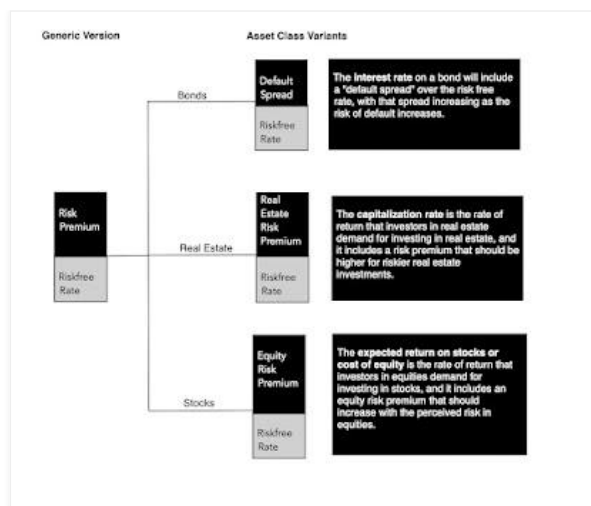 Generic Version
Asset Class Variants
Bonds
Default
Spread
Riskfree
Rate
The interest rate on a bond will include
a "default spread" over the risk free
rate, with that spread increasing as the
risk of default increases.
Risk
Premium
Riskfree
Rate
Real Estate
Real
Estate
Risk
Premium
Riskfree
Rate
The capitalization rate is the rate of
return that investors in real estate
demand for investing in real estate, and
it includes a risk premium that should be
higher for riskier real estate
investments.
Stocks
Equity
Risk
Premium
Riskfree
Rate
The expected return on stocks or
cost of equity is the rate of return that
investors in equities demand for
investing in stocks, and it includes an
equity risk premium that should
increase with the perceived risk in
equities.